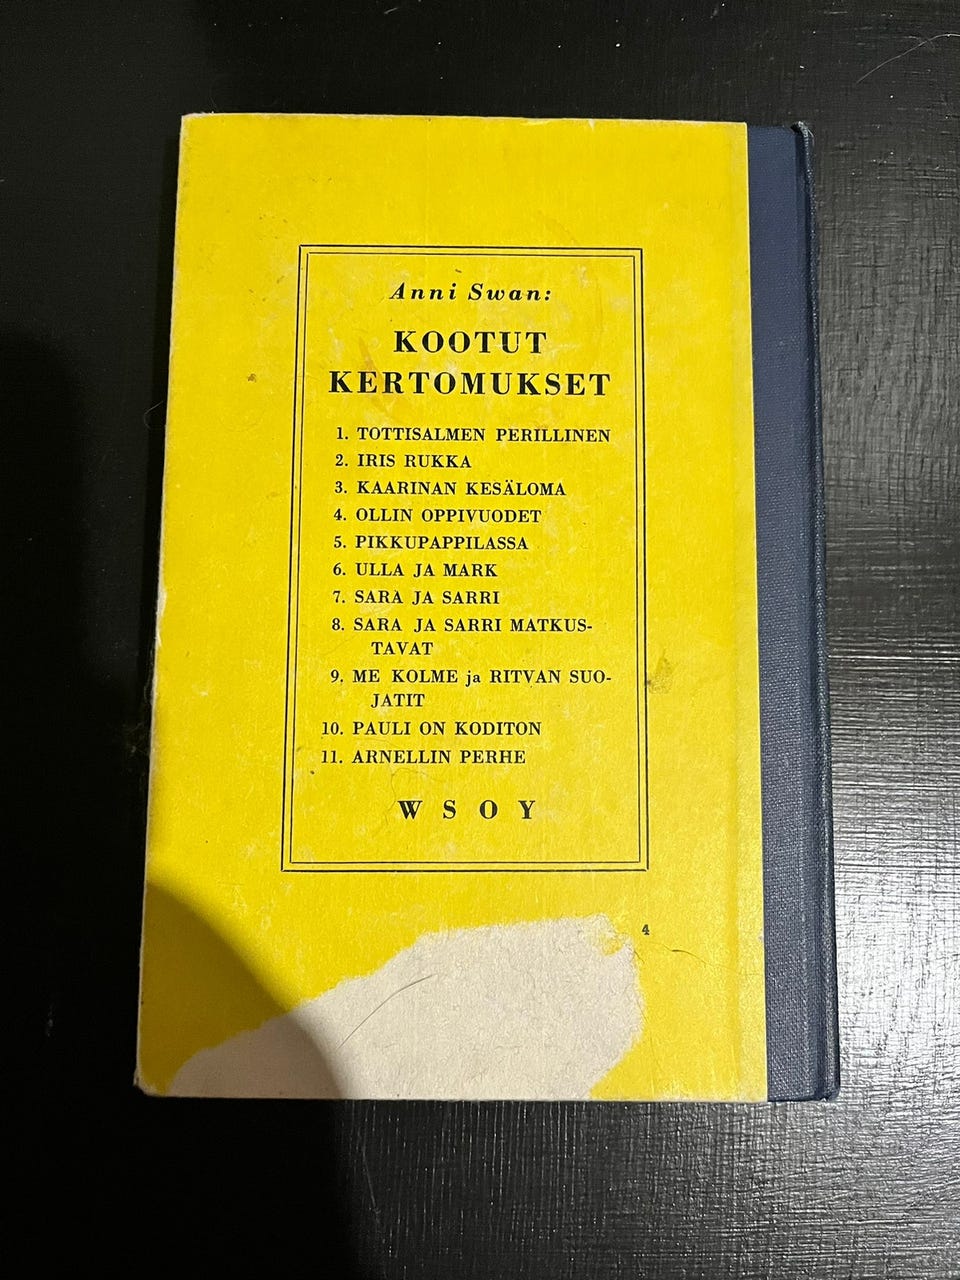 Anni Swan:
KOOTUT
KERTOMUKSET
1. TOTTISALMEN PERILLINEN
2. IRIS RUKKA
3. KAARINAN KESÄLOMA
4. OLLIN OPPIVUODET
5. PIKKUPAPPILASSA
6. ULLA JA MARK
7. SARA JA SARRI
8. SARA JA SARRI MATKUS-
TAVAT
9. ME KOLME ja RITVAN SUO-
JATIT
10. PAULI ON KODITON
11. ARNELLIN PERHE
W S O Y
4